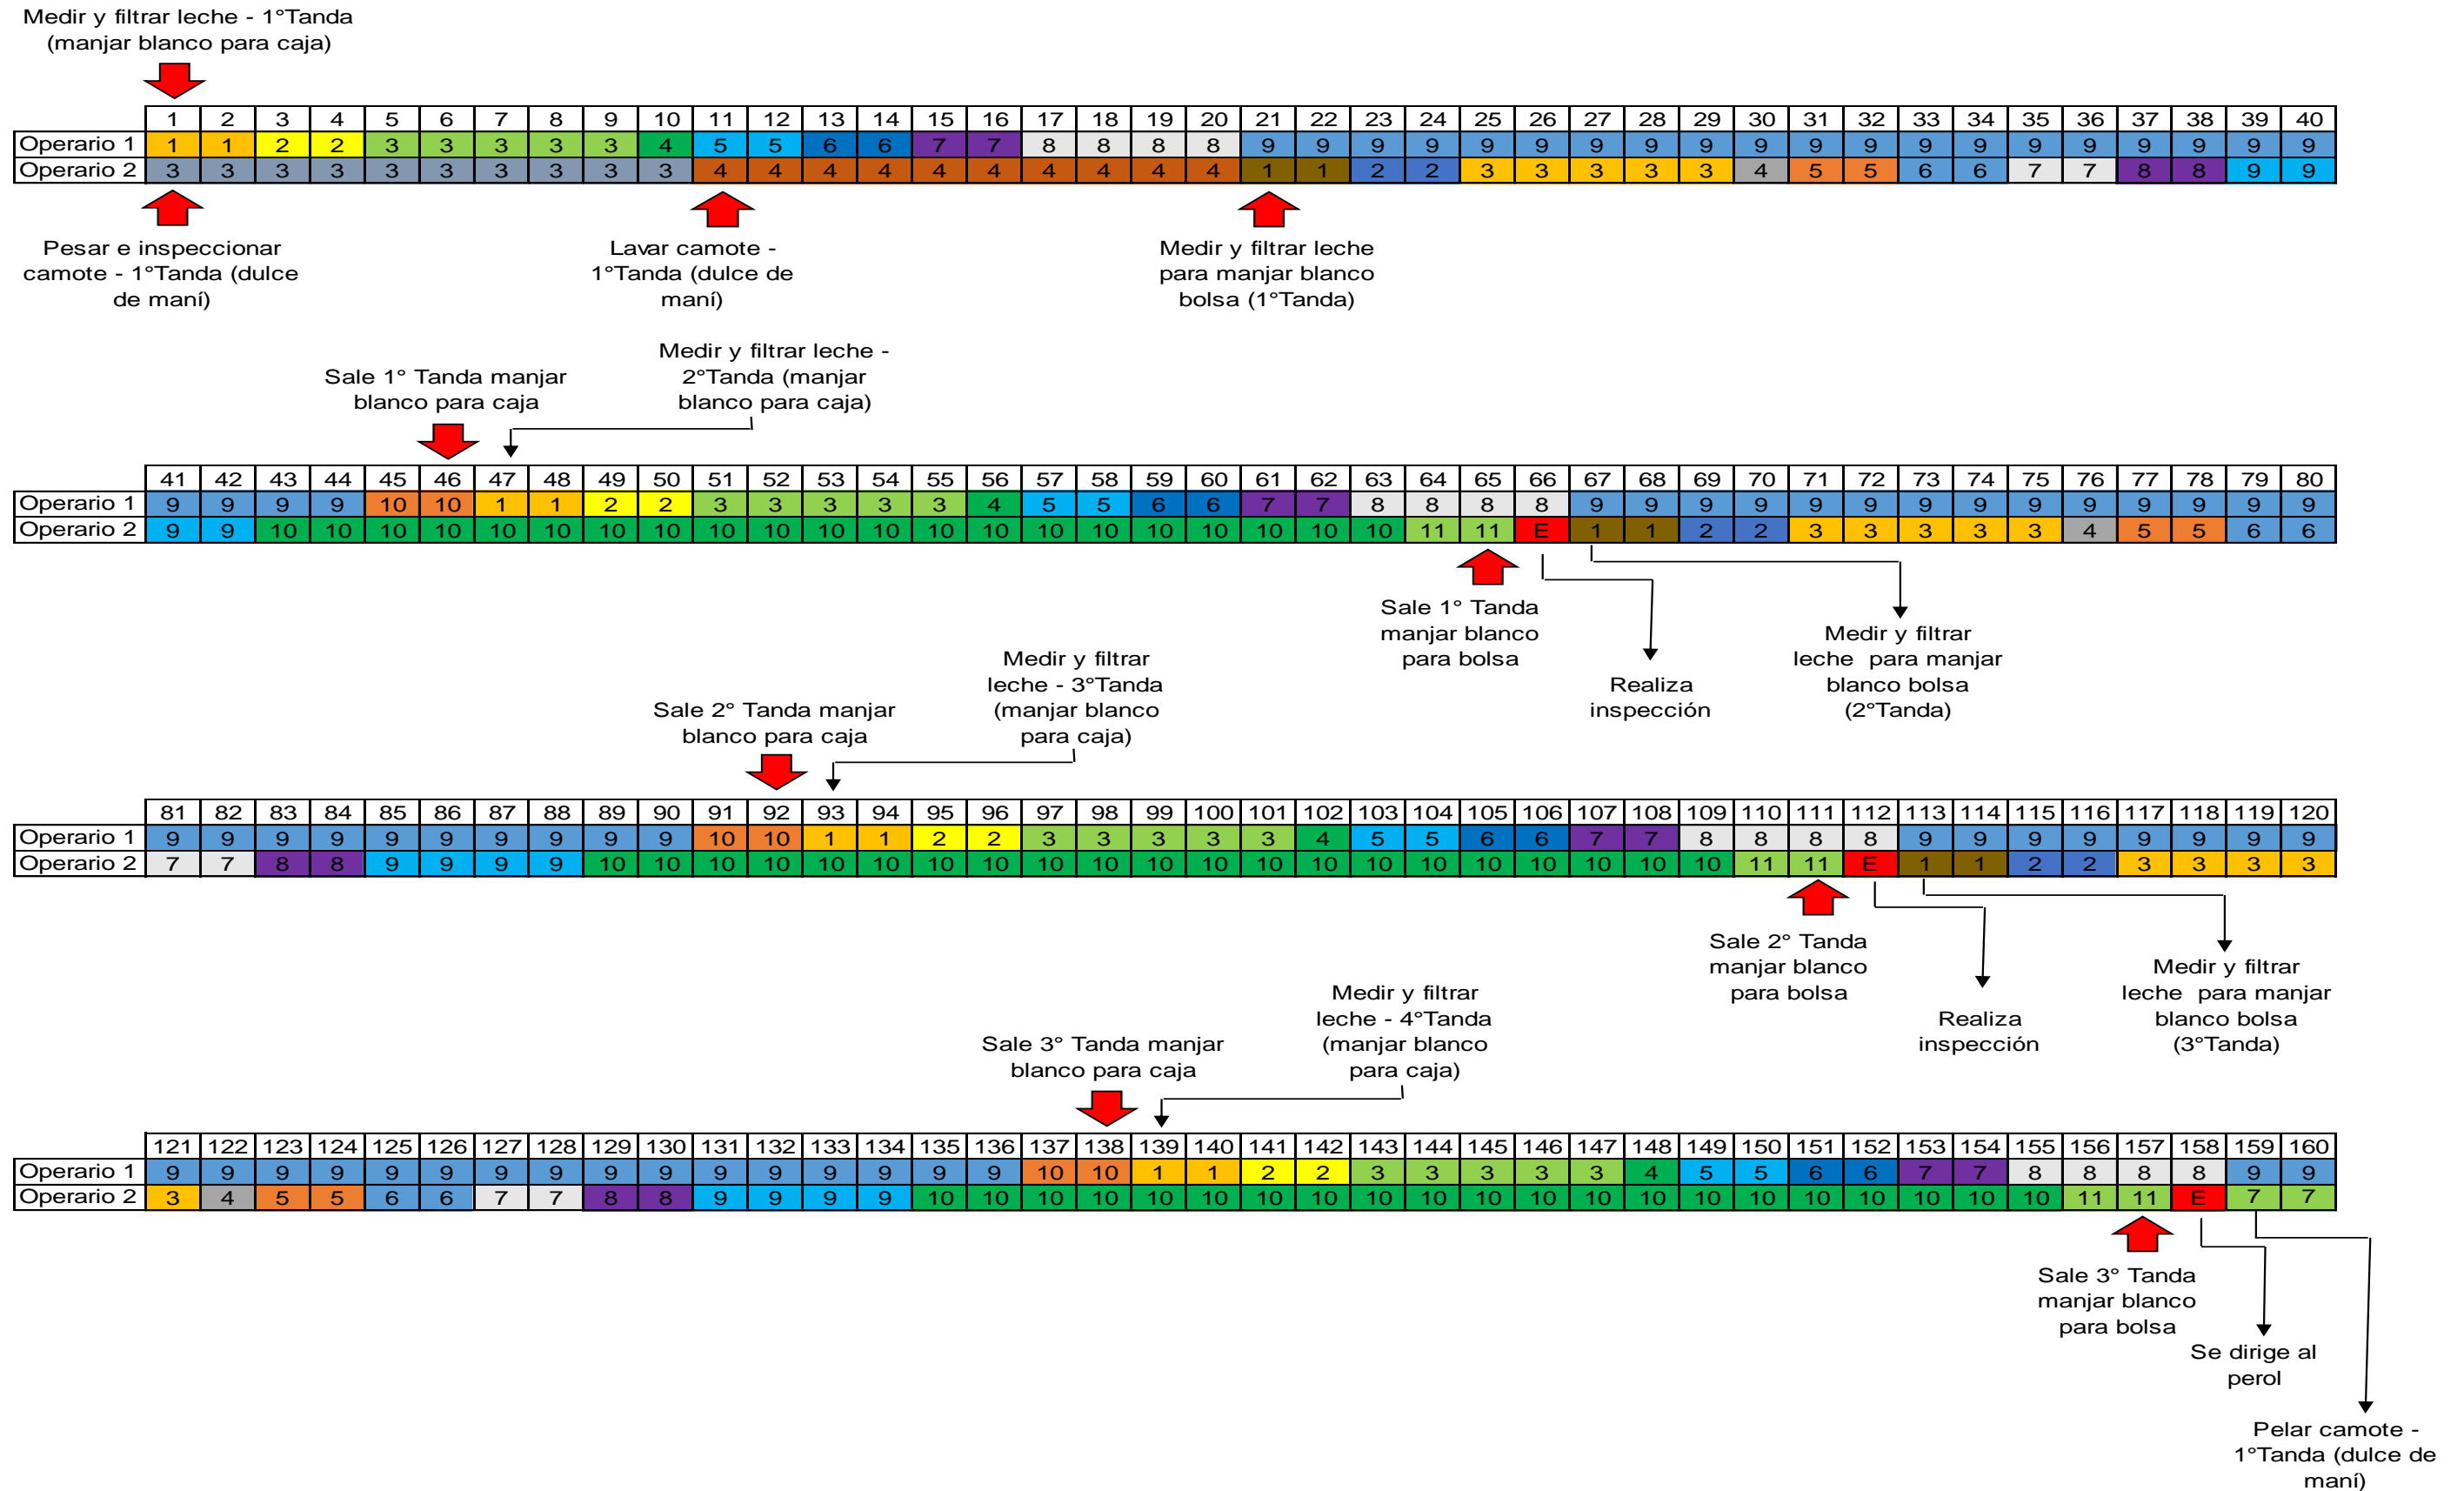 Medir y filtrar leche - 1°Tanda
(manjar blanco para caja)
1 2 3 4 5 6 7 8 9 10 11 12 13 14 15 16 17 18 19 20 21 22 23 24 25 26 27 28 29 30 31 32 33 34 35 36 37 38 39 40
Operario 1 1 1 2 2 3 3 3 3 3 4 5 5 6 6 7 7 8 8 8 8 9 9 9 9 9 9 9 9 9 9 9 9 9 9 9 9 9 9 9 9
Operario 2 3 3 3 3 3 3 3 3 3 3 4 4 4 4 4 4 4 4 4 4 1 1 2 2 3 3 3 3 3 4 5 5 6 6 7 7 8 8 9 9
Pesar e inspeccionar
camote - 1°Tanda (dulce
de maní)
Lavar camote -
1°Tanda (dulce de
maní)
Medir y filtrar leche
para manjar blanco
bolsa (1°Tanda)
Sale 1° Tanda manjar
blanco para caja
Medir y filtrar leche -
2°Tanda (manjar
blanco para caja)
41 42 43 44 45 46 47 48 49 50 51 52 53 54 55 56 57 58 59 60 61 62 63 64 65 66 67 68 69 70 71 72 73 74 75 76 77 78 79 80
Operario 1 9 9 9 9 10 10 1 1 2 2 3 3 3 3 3 4 5 5 6 6 7 7 8 8 8 8 9 9 9 9 9 9 9 9 9 9 9 9 9 9
Operario 2 9 9 10 10 10 10 10 10 10 10 10 10 10 10 10 10 10 10 10 10 10 10 10 11 11 E 1 1 2 2 3 3 3 3 3 4 5 5 6 6
Sale 1° Tanda
manjar blanco
para bolsa
Realiza
inspección
Medir y filtrar
leche  para manjar
blanco bolsa
(2°Tanda)
Sale 2° Tanda manjar
blanco para caja
Medir y filtrar
leche - 3°Tanda
(manjar blanco
para caja)
81 82 83 84 85 86 87 88 89 90 91 92 93 94 95 96 97 98 99 100 101 102 103 104 105 106 107 108 109 110 111 112 113 114 115 116 117 118 119 120
Operario 1 9 9 9 9 9 9 9 9 9 9 10 10 1 1 2 2 3 3 3 3 3 4 5 5 6 6 7 7 8 8 8 8 9 9 9 9 9 9 9 9
Operario 2 7 7 8 8 9 9 9 9 10 10 10 10 10 10 10 10 10 10 10 10 10 10 10 10 10 10 10 10 10 11 11 E 1 1 2 2 3 3 3 3
Sale 2° Tanda
manjar blanco
para bolsa
Realiza
inspección
Medir y filtrar
leche  para manjar
blanco bolsa
(3°Tanda)
Sale 3° Tanda manjar
blanco para caja
Medir y filtrar
leche - 4°Tanda
(manjar blanco
para caja)
121 122 123 124 125 126 127 128 129 130 131 132 133 134 135 136 137 138 139 140 141 142 143 144 145 146 147 148 149 150 151 152 153 154 155 156 157 158 159 160
Operario 1 9 9 9 9 9 9 9 9 9 9 9 9 9 9 9 9 10 10 1 1 2 2 3 3 3 3 3 4 5 5 6 6 7 7 8 8 8 8 9 9
Operario 2 3 4 5 5 6 6 7 7 8 8 9 9 9 9 10 10 10 10 10 10 10 10 10 10 10 10 10 10 10 10 10 10 10 10 10 11 11 E 7 7
Sale 3° Tanda
manjar blanco
para bolsa
Se dirige al
perol
Pelar camote -
1°Tanda (dulce de
maní)